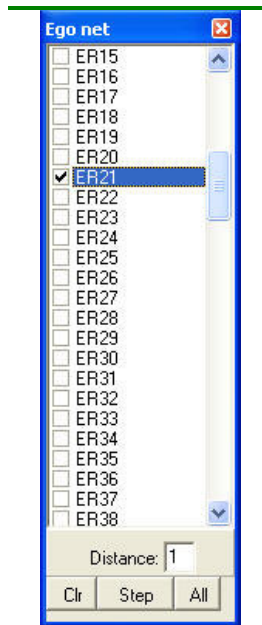 Ego net
ER15
ER16
ER17
ER18
ER19
ER20
ER21
ER22
ER23
ER24
ER25
ER26
ER27
ER28
ER29
ER30
ER31
ER32
ER33
ER34
ER35
ER36
ER37
ER38
Distance: 1
Clr Step All